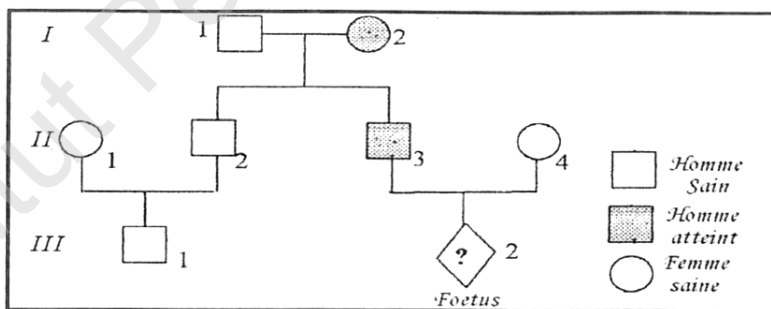 I 1 2
II 1 2 3 4
III 1 ? 2
Foetus
Homme
Sain
Homme
atteint
Femme
saine